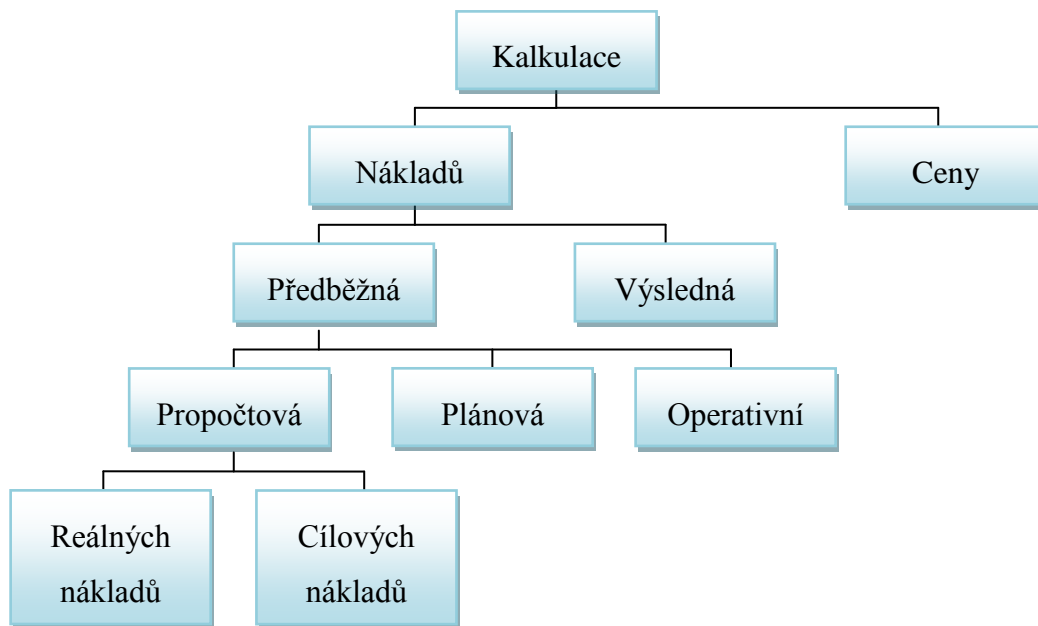 Kalkulace
Nákladů
Ceny
Předběžná
Výsledná
Propočtová
Plánová
Operativní
Reálných
nákladů
Cílových
nákladů